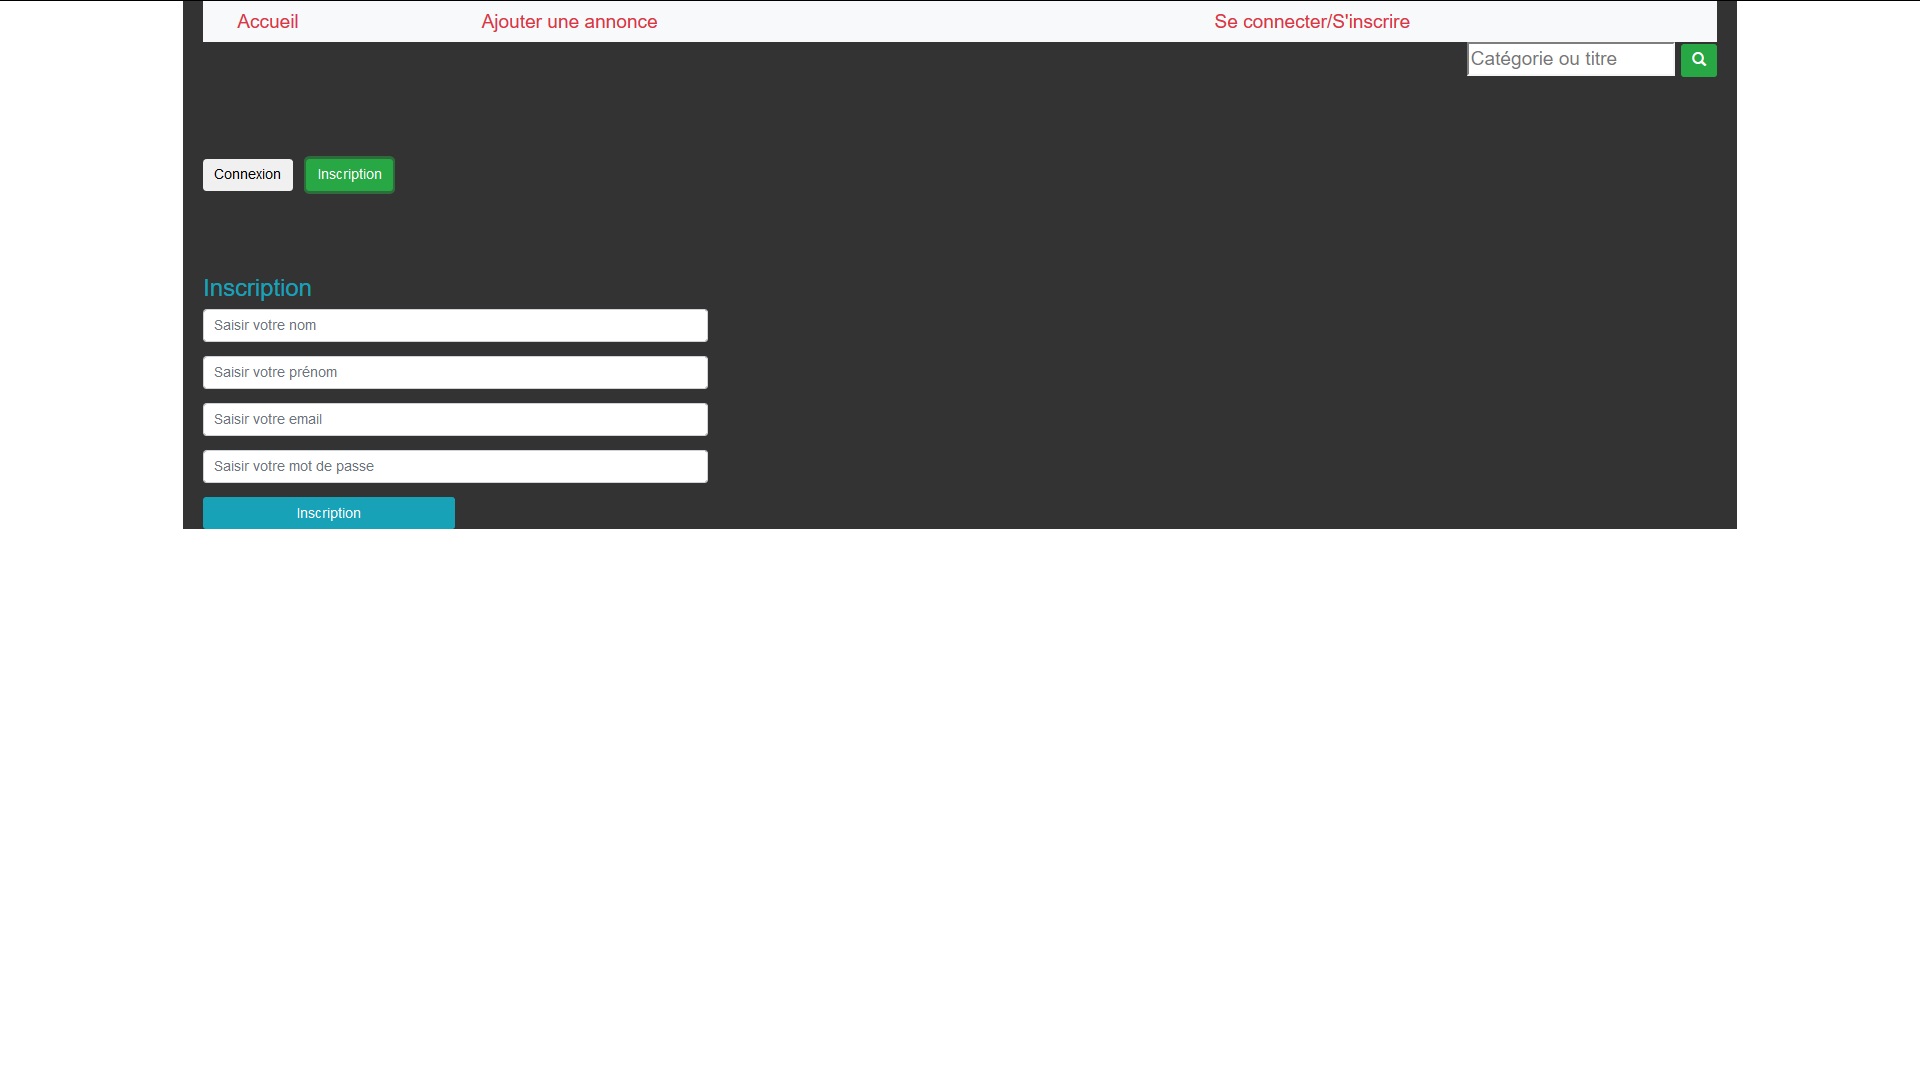 Accueil Ajouter une annonce Se connecter/S'inscrire
Catégorie ou titre
Connexion Inscription
Inscription
Saisir votre nom
Saisir votre prénom
Saisir votre email
Saisir votre mot de passe
Inscription